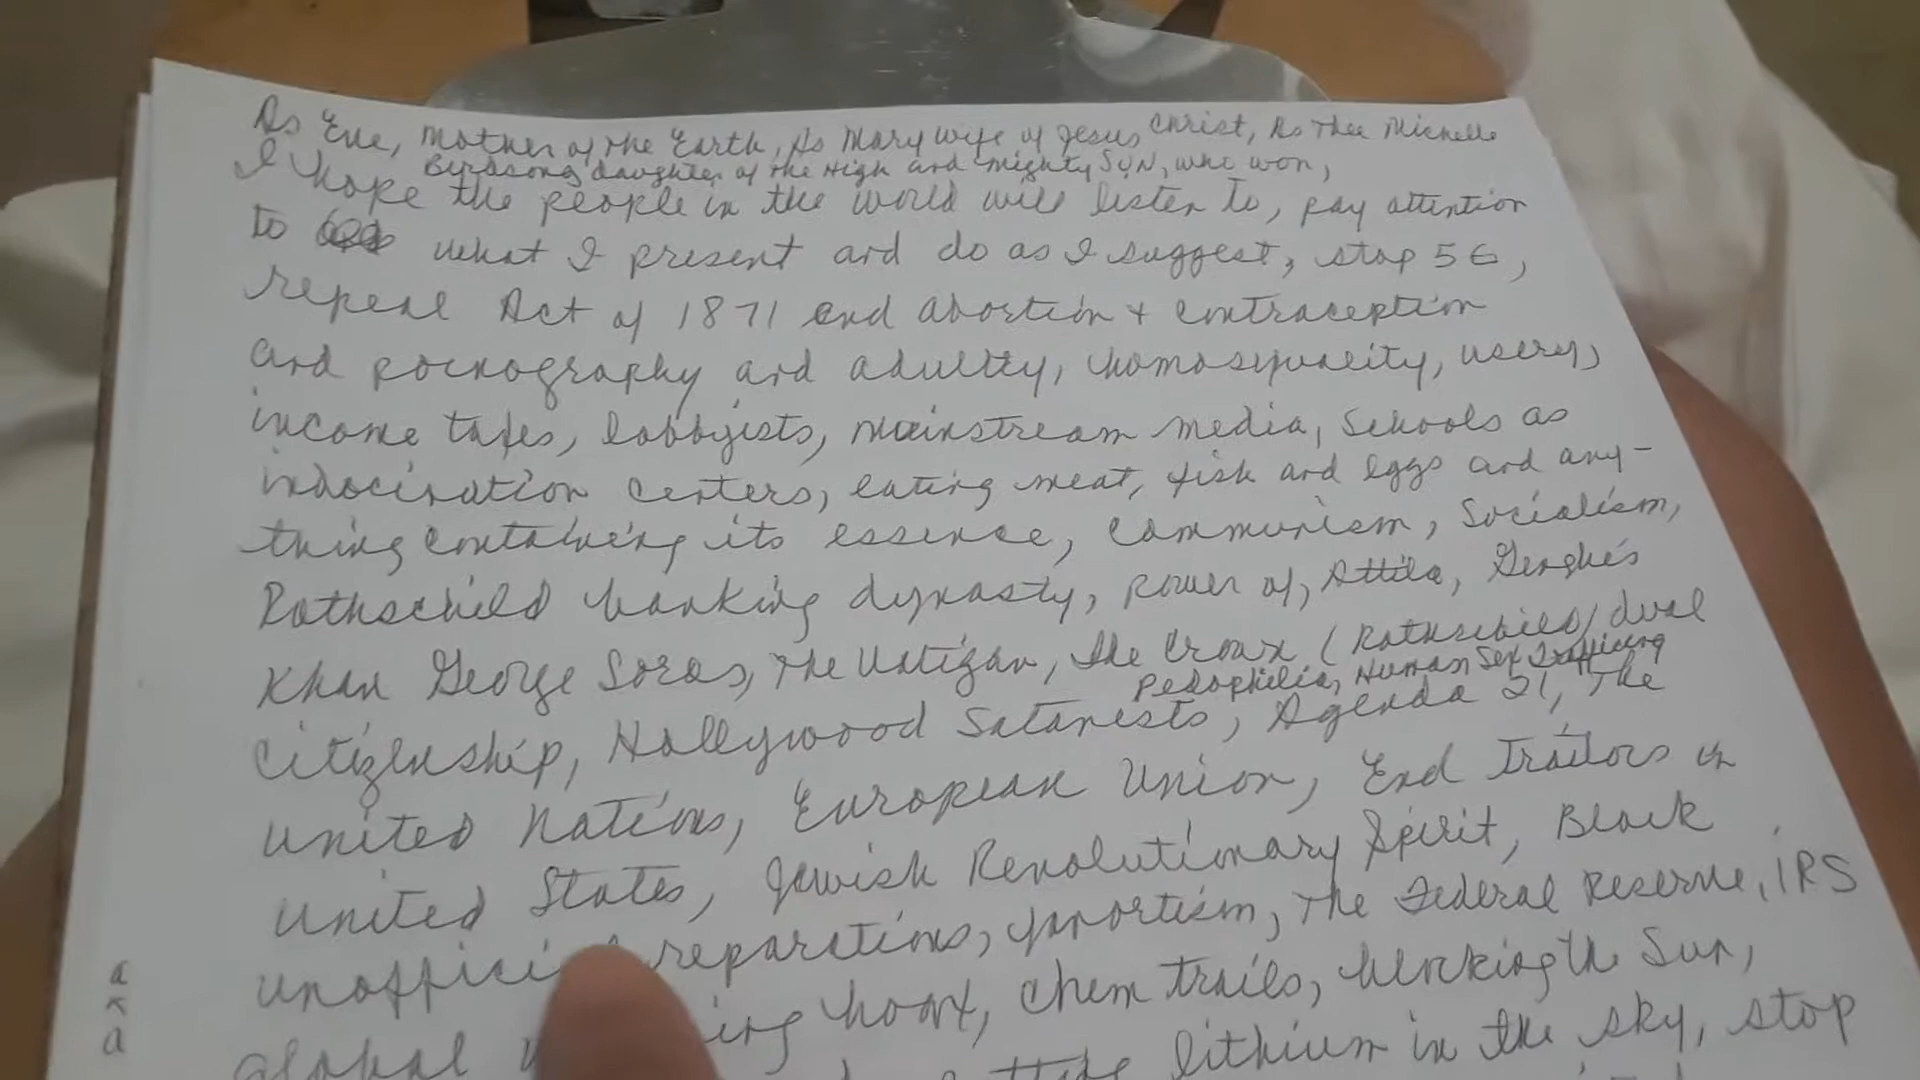 As Eve, Mother of the Earth, As Mary wife of Jesus Christ, As Thee Michelle
Birdsong daughter of the High and mighty SUN, who won,
I hope the people in the world will listen to, pay attention
to what I present and do as I suggest, stop 5G,
repeal Act of 1871 end abortion + contraception
and pornography and adultty, homosexuality, usery,
income taxes, lobbyists, mainstream media, Schools as
indocination centers, eating meat, fish and eggs and any-
thing containing its essence, Communism, Socialism,
Rothschild banking dynasty, power of, Attila, Genghis
Khan George Soros, The Vatican, the Crown (Rothschild) dual
Pedophilia, Human Sex Trafficing
citizenship, Hollywood Satanists, Agenda 21, The
United Nations, European Union, End Traitors in
United States, Jewish Revolutionary Spirit, Black
reparations, The Federal Reserve, IRS
Global hoax, Chem trails, blocking the Sun,
lithium in the sky, stop
a
k
a